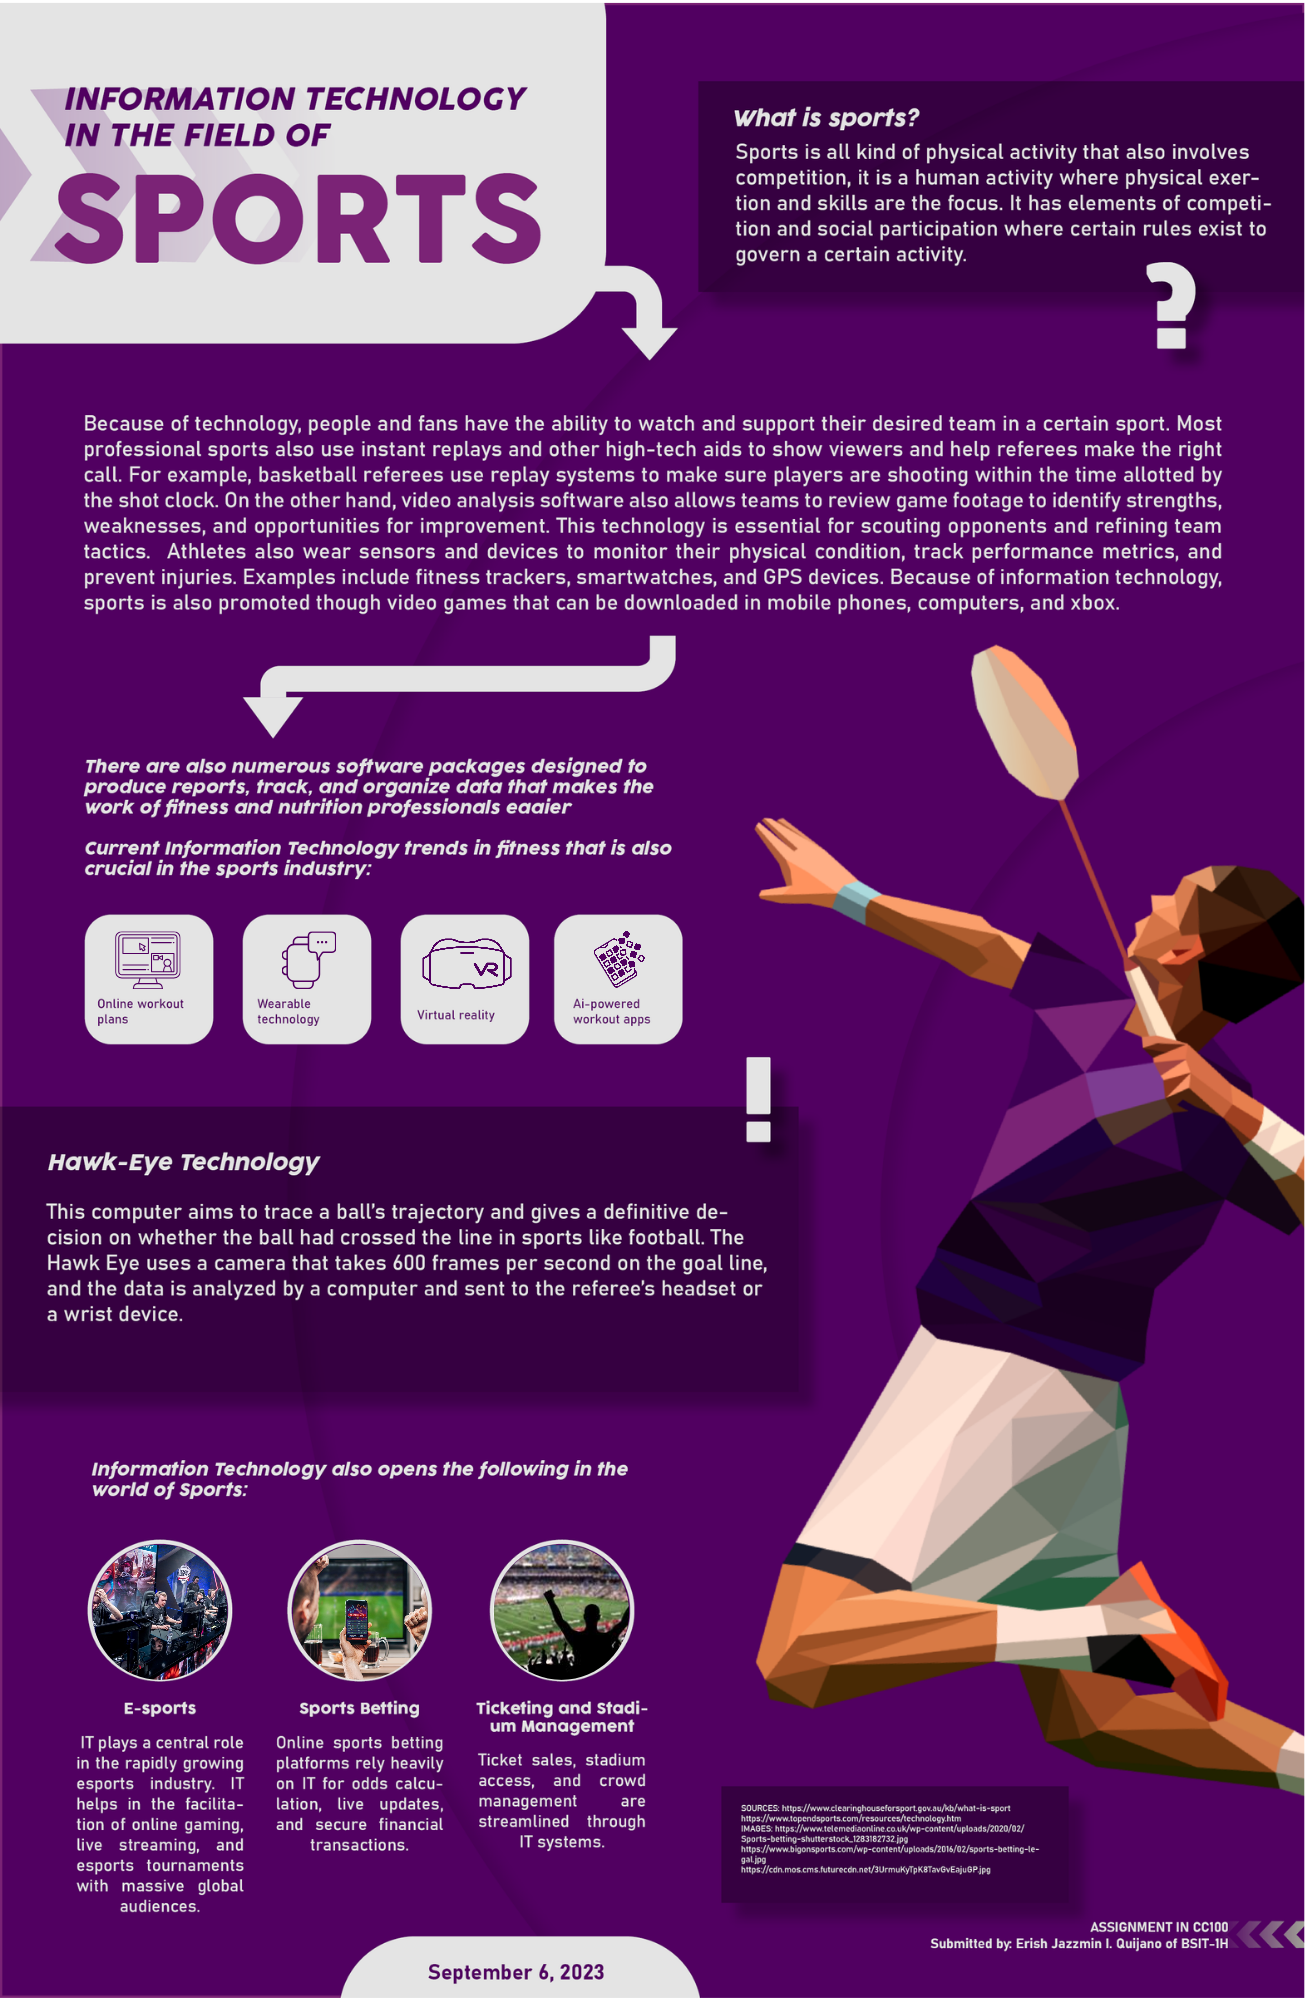 INFORMATION TECHNOLOGY
IN THE FIELD OF
SPORTS
What is sports?
Sports is all kind of physical activity that also involves
competition, it is a human activity where physical exer-
tion and skills are the focus. It has elements of competi-
tion and social participation where certain rules exist to
govern a certain activity.
?
Because of technology, people and fans have the ability to watch and support their desired team in a certain sport. Most
professional sports also use instant replays and other high-tech aids to show viewers and help referees make the right
call. For example, basketball referees use replay systems to make sure players are shooting within the time allotted by
the shot clock. On the other hand, video analysis software also allows teams to review game footage to identify strengths,
weaknesses, and opportunities for improvement. This technology is essential for scouting opponents and refining team
tactics. Athletes also wear sensors and devices to monitor their physical condition, track performance metrics, and
prevent injuries. Examples include fitness trackers, smartwatches, and GPS devices. Because of information technology,
sports is also promoted though video games that can be downloaded in mobile phones, computers, and xbox.
There are also numerous software packages designed to
produce reports, track, and organize data that makes the
work of fitness and nutrition professionals eaaier
Current Information Technology trends in fitness that is also
crucial in the sports industry:
Online workout
plans
Wearable
technology
VR
Virtual reality
Ai-powered
workout apps
!
Hawk-Eye Technology
This computer aims to trace a ball's trajectory and gives a definitive de-
cision on whether the ball had crossed the line in sports like football. The
Hawk Eye uses a camera that takes 600 frames per second on the goal line,
and the data is analyzed by a computer and sent to the referee's headset or
a wrist device.
Information Technology also opens the following in the
world of Sports:
E-sports
IT plays a central role
in the rapidly growing
esports industry. IT
helps in the facilita-
tion of online gaming,
live streaming, and
esports tournaments
with massive global
audiences.
Sports Betting
Online sports betting
platforms rely heavily
on IT for odds calcu-
lation, live updates,
and secure financial
transactions.
Ticketing and Stadi-
um Management
Ticket sales, stadium
access, and crowd
management are
streamlined through
IT systems.
SOURCES: https://www.clearinghouseforsport.gov.au/kb/what-is-sport
https://www.topendsports.com/resources/technology.htm
IMAGES: https://www.telemediaonline.co.uk/wp-content/uploads/2020/02/
Sports-betting-shutterstock_1283182732.jpg
https://www.bigonsports.com/wp-content/uploads/2016/02/sports-betting-le-
gal.jpg
https://cdn.mos.cms.futurecdn.net/3UrmuKyTpK8TavGvEajuGP.jpg
ASSIGNMENT IN CC100
Submitted by: Erish Jazzmin I. Quijano of BSIT-1H
September 6, 2023